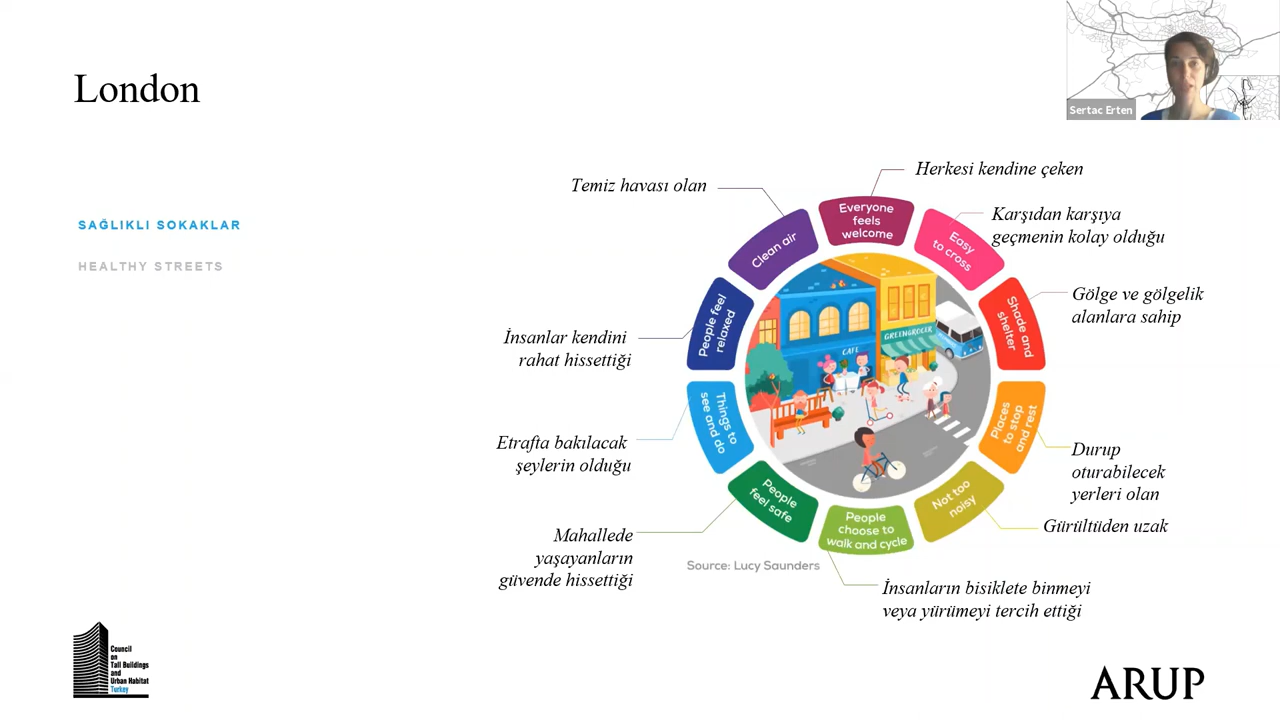 London
Sertac Erten
SAĞLIKLI SOKAKLAR
HEALTHY STREETS
Herkesi kendine çeken
Temiz havası olan
Karşıdan karşıya
geçmenin kolay olduğu
Gölge ve gölgelik
alanlara sahip
İnsanlar kendini
rahat hissettiği
Etrafta bakılacak
şeylerin olduğu
Durup
oturabilecek
yerleri olan
Gürültüden uzak
Mahallede
yaşayanların
güvende hissettiği
İnsanların bisiklete binmeyi
veya yürümeyi tercih ettiği
Everyone
feels
welcome
Easy
to cross
Shade and
shelter
Places
to stop
and rest
Not too
noisy
People
choose to
walk and cycle
People
feel safe
Things to
see and do
People feel
relaxed
Clean air
CAFE
GREENGROCER
Source: Lucy Saunders
Council
on
Tall Buildings
and
Urban Habitat
Turkey
ARUP